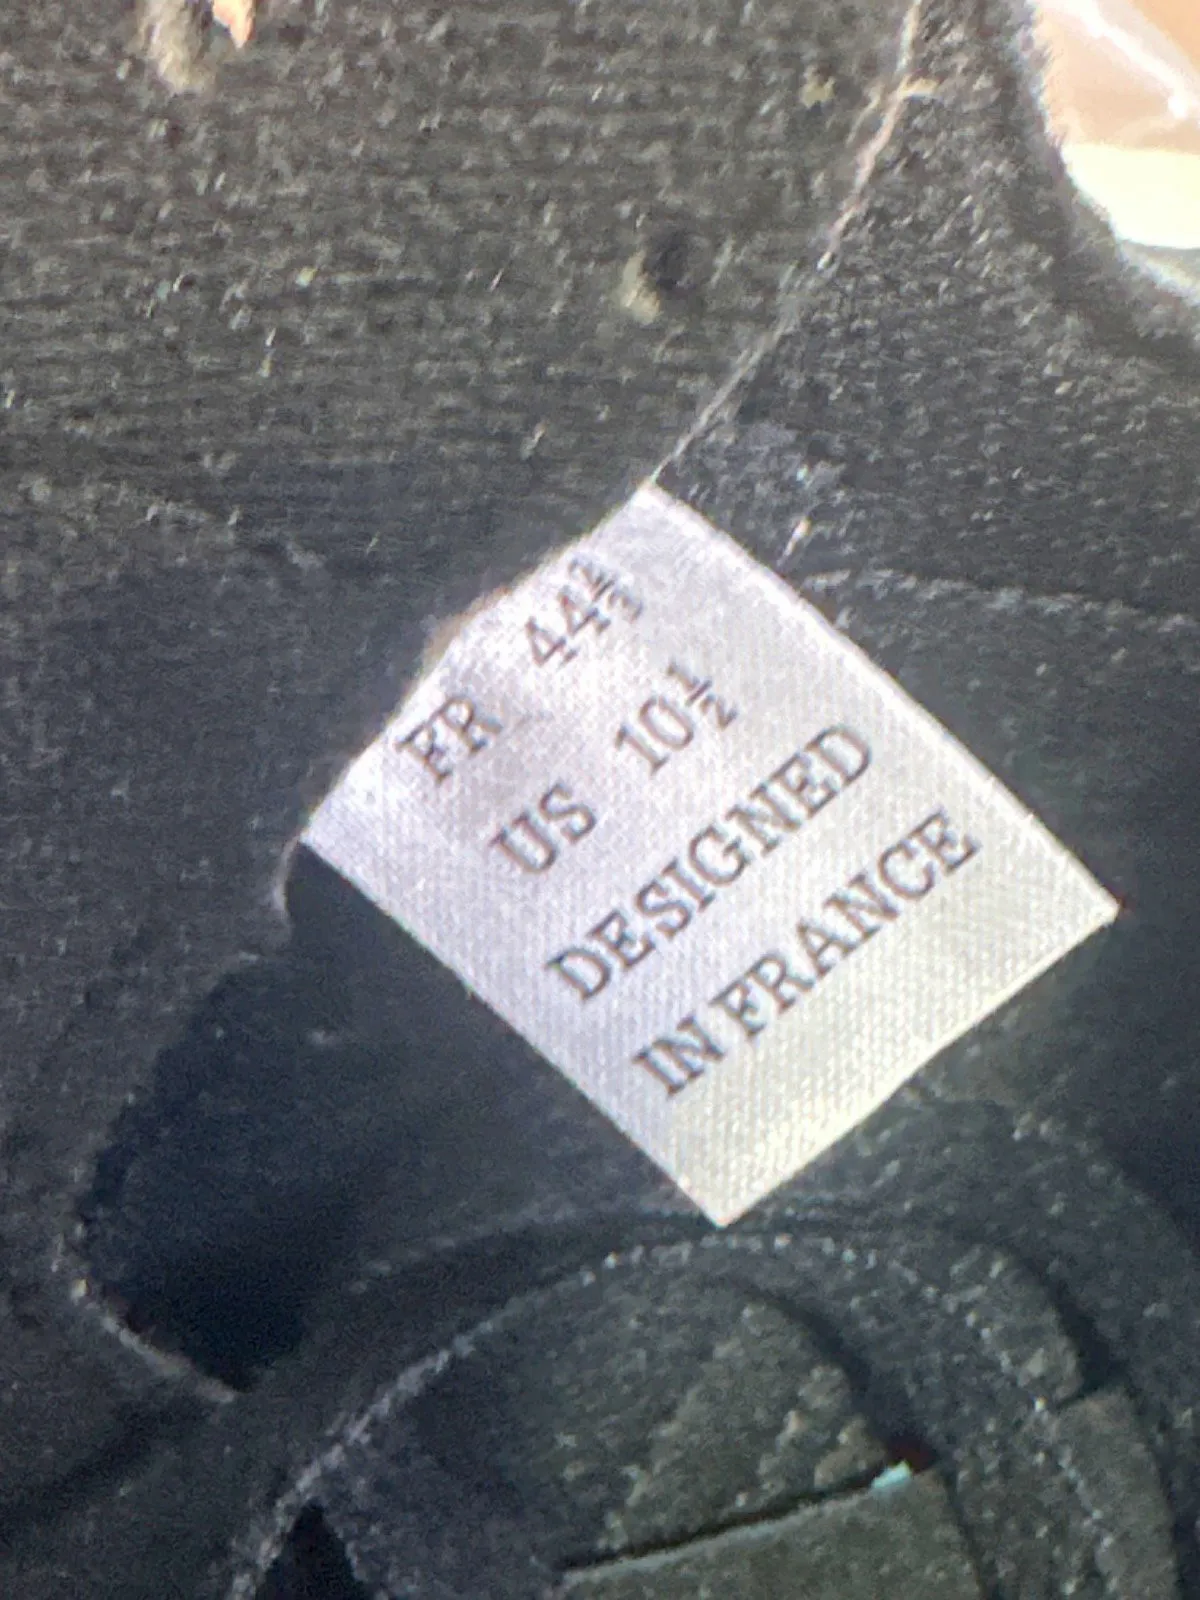 FR 44⅔
US 10½
DESIGNED
IN FRANCE